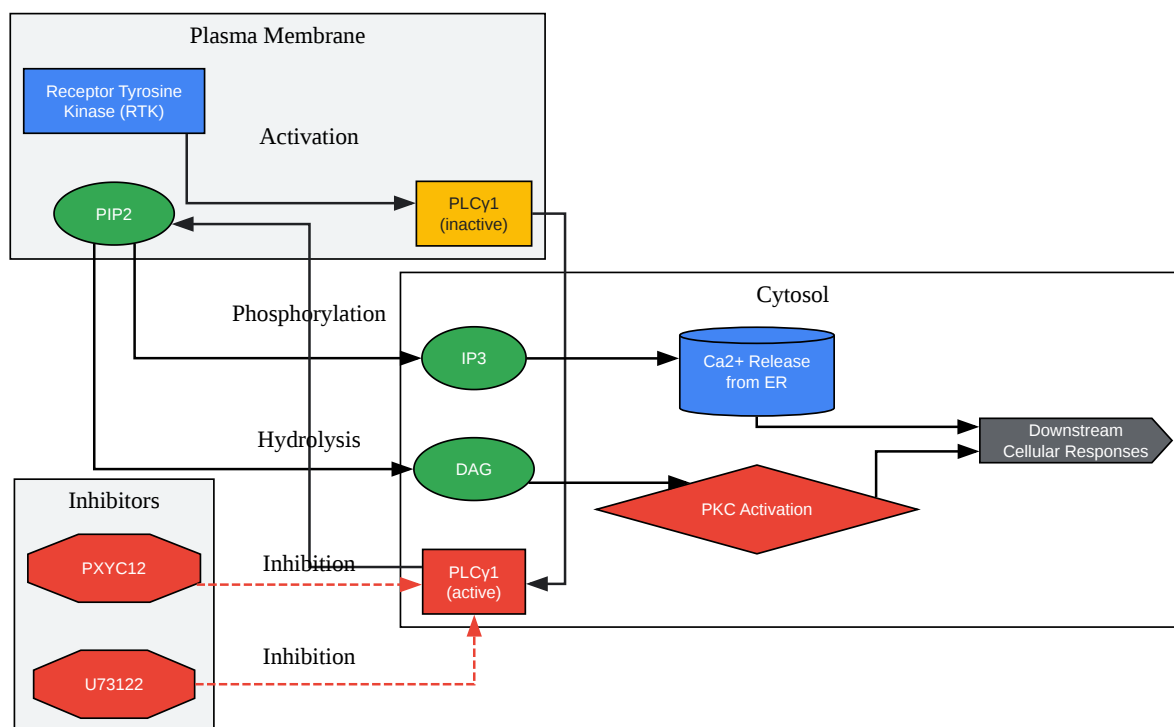 Plasma Membrane
Receptor Tyrosine
Kinase (RTK)
Activation
PIP2
PLCγ1
(inactive)
Cytosol
Phosphorylation
IP3
Ca2+ Release
from ER
Downstream
Cellular Responses
Hydrolysis
DAG
PKC Activation
Inhibitors
PXYC12
Inhibition
PLCγ1
(active)
U73122
Inhibition